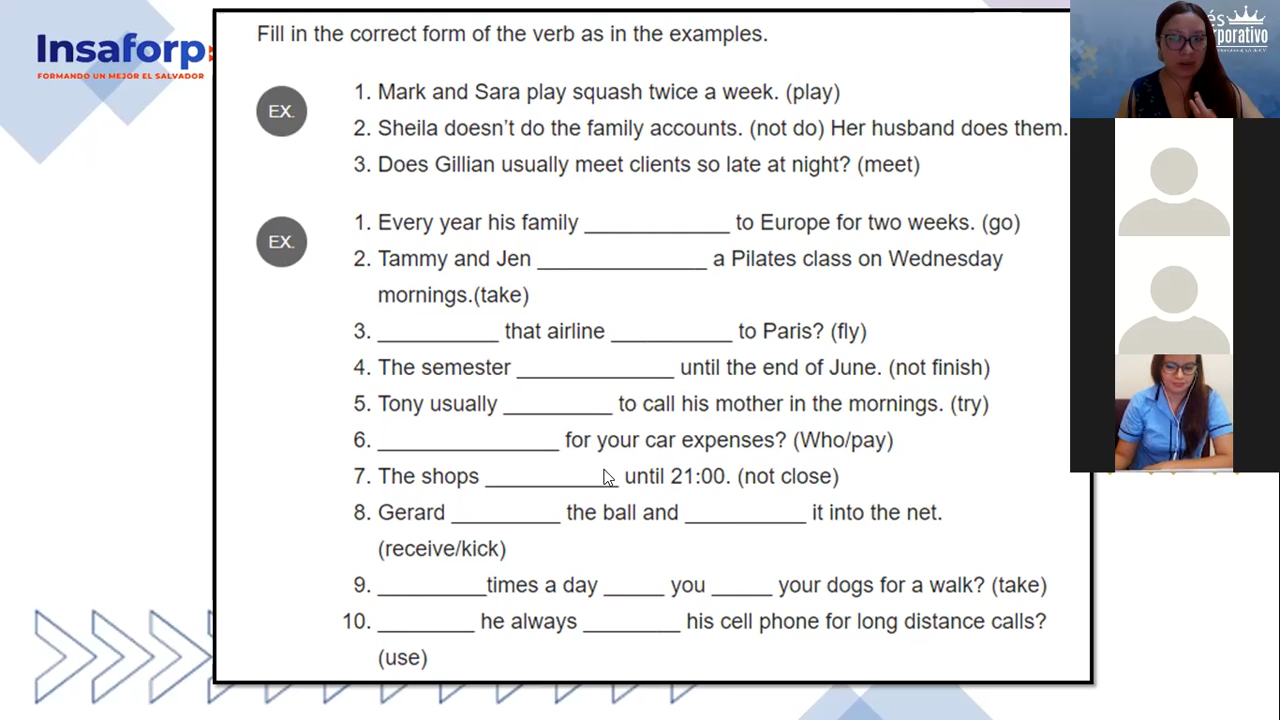 Insaforp
FORMANDO UN MEJOR EL SALVADOR
Fill in the correct form of the verb as in the examples.
EX.
1. Mark and Sara play squash twice a week. (play)
2. Sheila doesn’t do the family accounts. (not do) Her husband does them.
3. Does Gillian usually meet clients so late at night? (meet)
EX.
1. Every year his family ____________ to Europe for two weeks. (go)
2. Tammy and Jen ______________ a Pilates class on Wednesday
mornings.(take)
3. __________ that airline __________ to Paris? (fly)
4. The semester _____________ until the end of June. (not finish)
5. Tony usually _________ to call his mother in the mornings. (try)
6. _______________ for your car expenses? (Who/pay)
7. The shops ___________ until 21:00. (not close)
8. Gerard _________ the ball and __________ it into the net.
(receive/kick)
9. _________times a day _____ you _____ your dogs for a walk? (take)
10. ________ he always ________ his cell phone for long distance calls?
(use)